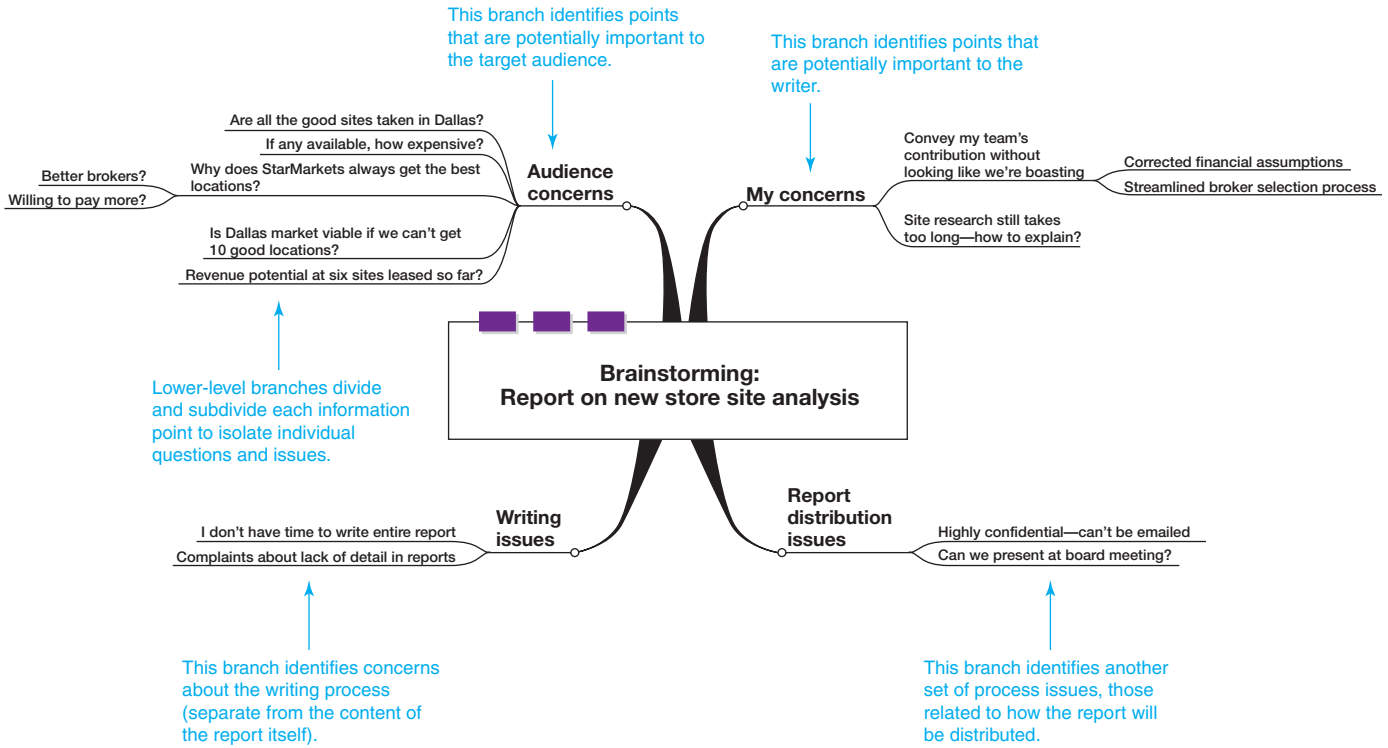 This branch identifies points
that are potentially important to
the target audience.
This branch identifies points that
are potentially important to the
writer.
Are all the good sites taken in Dallas?
If any available, how expensive?
Why does StarMarkets always get the best
locations?
Better brokers?
Willing to pay more?
Is Dallas market viable if we can’t get
10 good locations?
Revenue potential at six sites leased so far?
Audience
concerns
My concerns
Convey my team’s
contribution without
looking like we’re boasting
Corrected financial assumptions
Streamlined broker selection process
Site research still takes
too long—how to explain?
Lower-level branches divide
and subdivide each information
point to isolate individual
questions and issues.
Brainstorming:
Report on new store site analysis
I don’t have time to write entire report
Complaints about lack of detail in reports
Writing
issues
Report
distribution
issues
Highly confidential—can’t be emailed
Can we present at board meeting?
This branch identifies concerns
about the writing process
(separate from the content of
the report itself).
This branch identifies another
set of process issues, those
related to how the report will
be distributed.